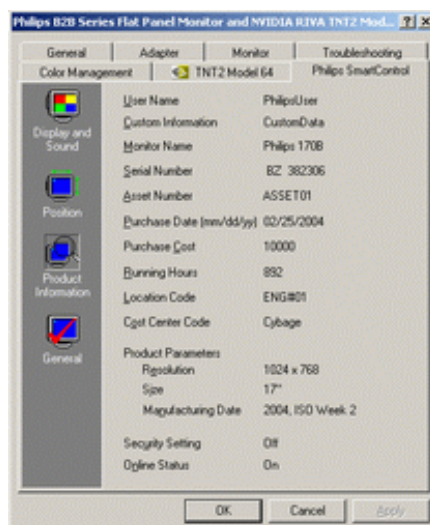 Philips B2B Series Flat Panel Monitor and NVIDIA RIVA TNT2 Mod... ? X
General Adapter Monitor Troubleshooting
Color Management TNT2 Model 64 Philips SmartControl
Display and Sound
Position
Product Information
General
User Name PhilipsUser
Custom Information CustomData
Monitor Name Philips 170B
Serial Number BZ 382306
Asset Number ASSET01
Purchase Date (mm/dd/yy) 02/25/2004
Purchase Cost 10000
Running Hours 892
Location Code ENG#01
Cost Center Code Cybage
Product Parameters
Resolution 1024 x 768
Size 17"
Manufacturing Date 2004, ISO Week 2
Security Setting Off
Online Status On
OK Cancel Apply